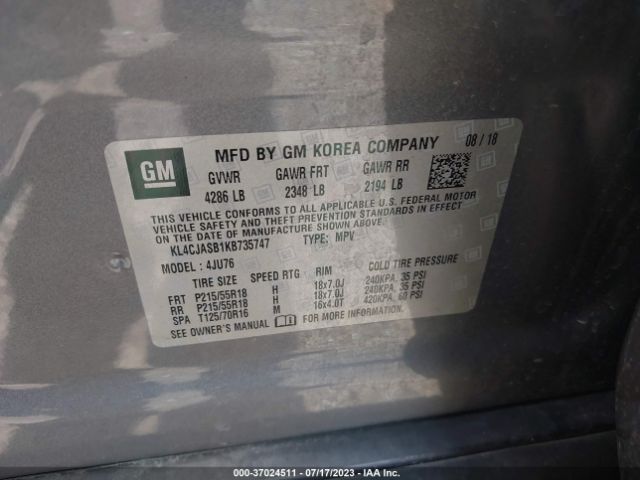 GM
MFD BY GM KOREA COMPANY 08 / 18
GVWR GAWR FRT GAWR RR
4286 LB 2348 LB 2194 LB
THIS VEHICLE CONFORMS TO ALL APPLICABLE U.S. FEDERAL MOTOR
VEHICLE SAFETY AND THEFT PREVENTION STANDARDS IN EFFECT
ON THE DATE OF MANUFACTURE SHOWN ABOVE.
KL4CJASB1KB735747 TYPE: MPV
MODEL : 4JU76
TIRE SIZE SPEED RTG RIM COLD TIRE PRESSURE
FRT P215/55R18 H 18x7.0J 240KPA, 35 PSI
RR P215/55R18 H 18x7.0J 240KPA, 35 PSI
SPA T125/70R16 M 16x4.0T 420KPA, 60 PSI
SEE OWNER'S MANUAL FOR MORE INFORMATION.
000-37024511 - 07/17/2023 - IAA Inc.